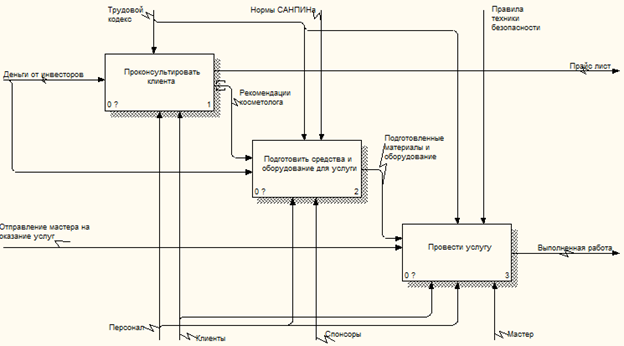 Трудовой
кодекс
Нормы САНПИНа
Правила
техники
безопасности
Деньги от инвесторов
Проконсультировать
клиента
0 ?
1
Прайс лист
Рекомендации
косметолога
Подготовить средства и
оборудование для услуги
0 ?
2
Подготовленные
материалы и
оборудование
Отправление мастера на
оказание услуг
Провести услугу
0 ?
3
Выполненная работа
Персонал
Клиенты
Спонсоры
Мастер